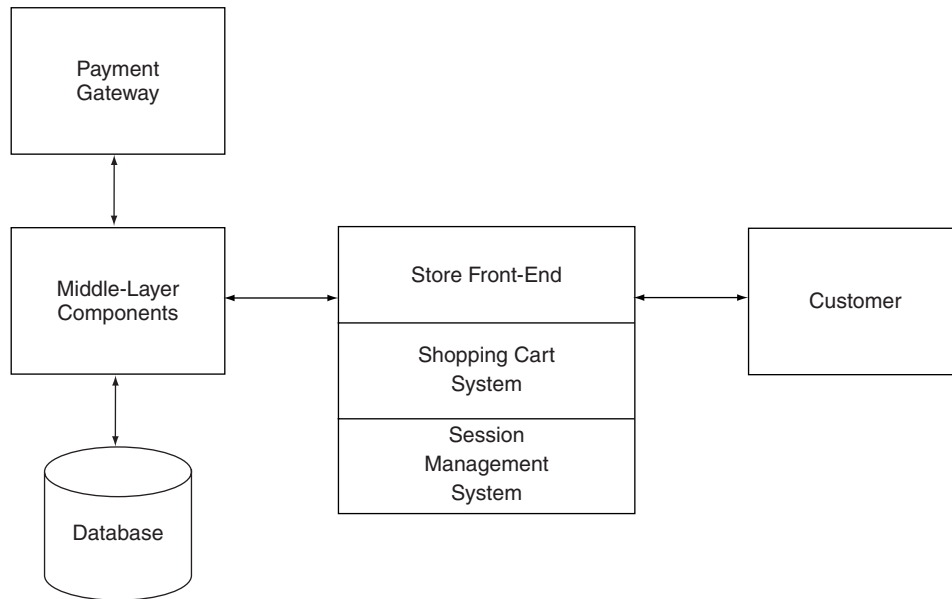 Payment
Gateway
Middle-Layer
Components
Store Front-End
Customer
Shopping Cart
System
Session
Management
System
Database